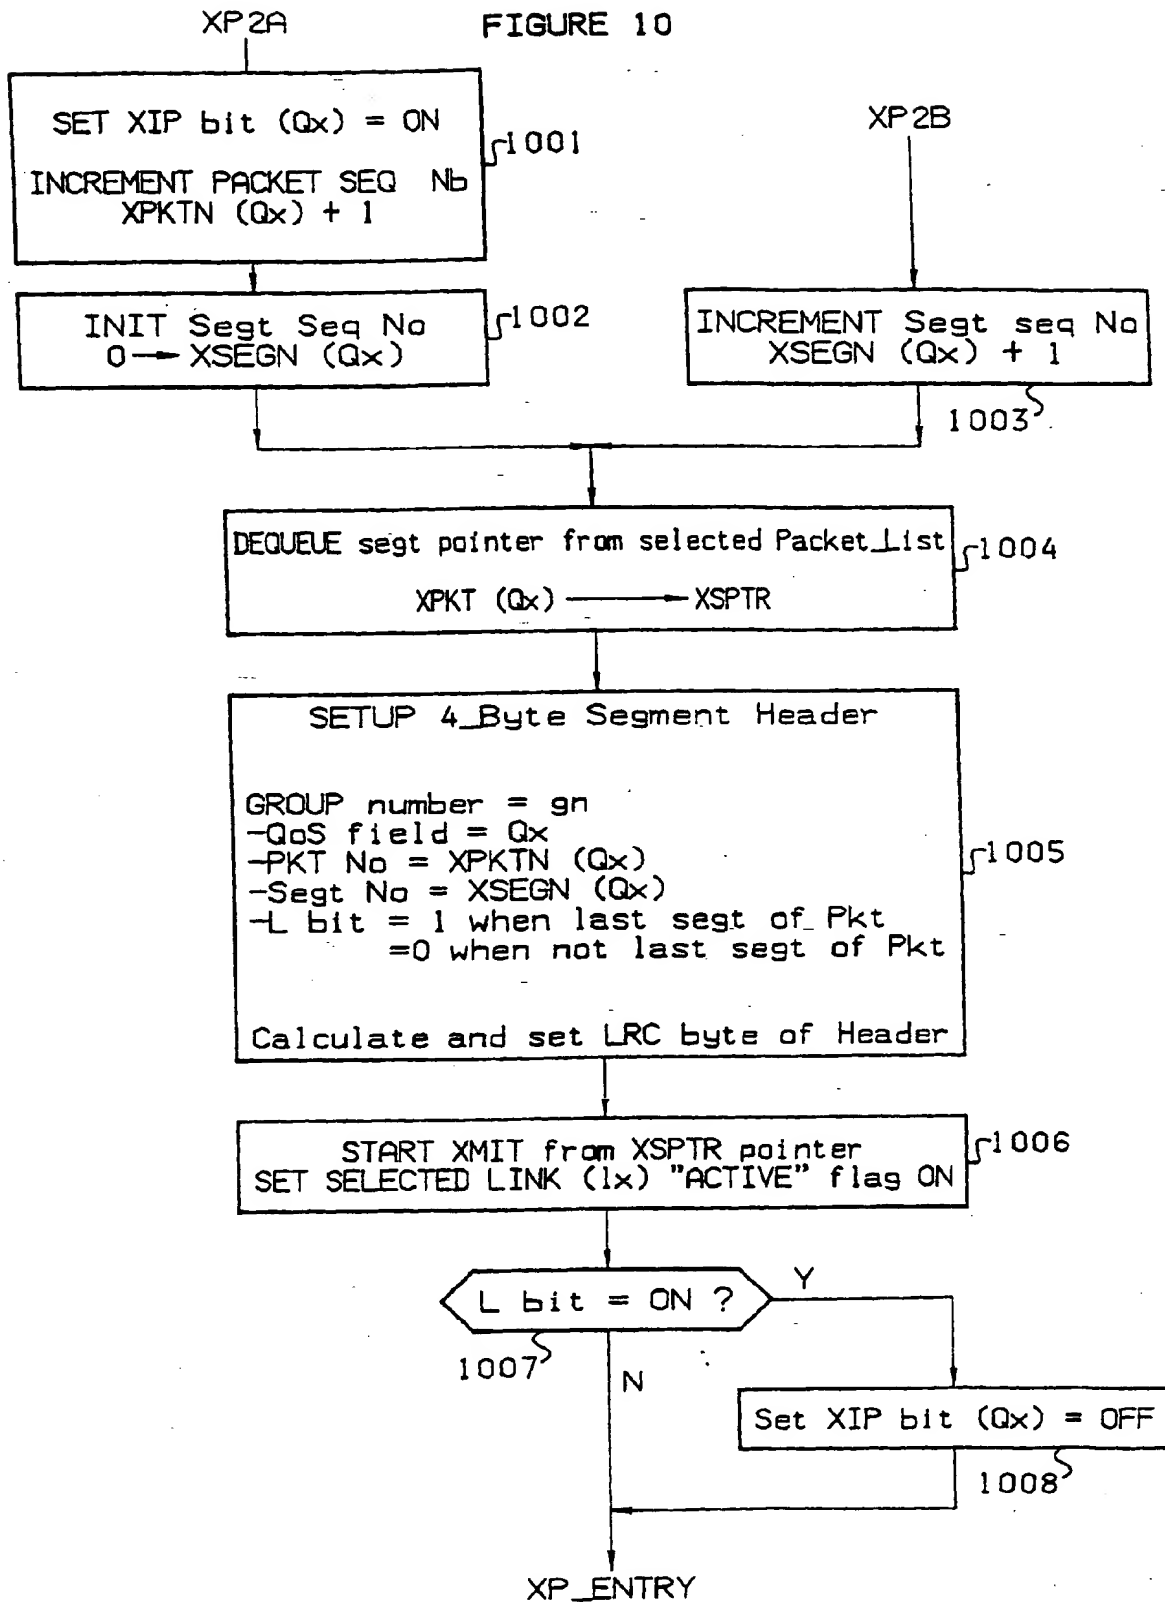 XP2A
FIGURE 10
SET XIP bit (Qx) = ON
INCREMENT PACKET SEQ Nb
XPKTN (Qx) + 1
1001
XP2B
INIT Segt Seq No
0 → XSEGN (Qx)
1002
INCREMENT Segt seq No
XSEGN (Qx) + 1
1003
DEQUEUE segt pointer from selected Packet_List
XPKT (Qx) → XSPTR
1004
SETUP 4_Byte Segment Header
GROUP number = gn
-QoS field = Qx
-PKT No = XPKTN (Qx)
-Segt No = XSEGN (Qx)
-L bit = 1 when last segt of Pkt
=0 when not last segt of Pkt
Calculate and set LRC byte of Header
1005
START XMIT from XSPTR pointer
SET SELECTED LINK (lx) "ACTIVE" flag ON
1006
L bit = ON ?
Y
1007
N
Set XIP bit (Qx) = OFF
1008
XP_ENTRY